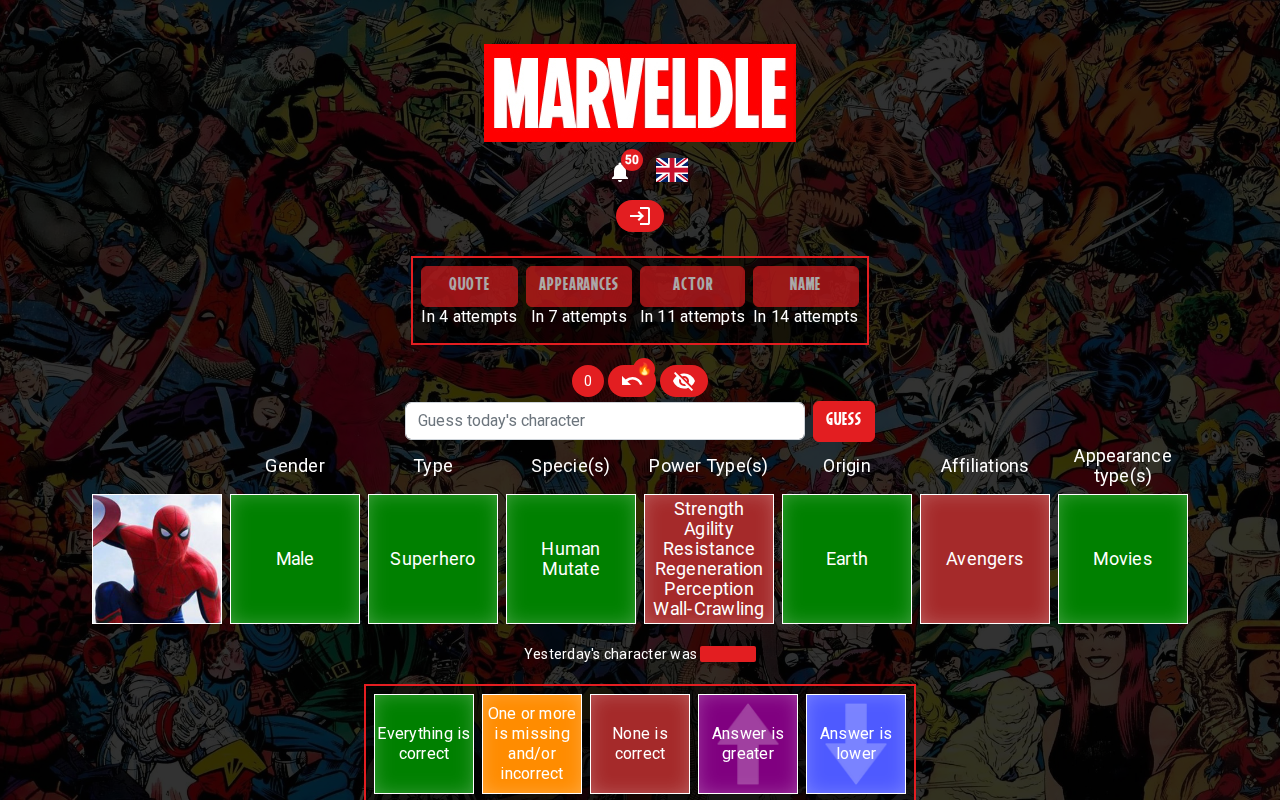 MARVELDLE
50
QUOTE APPEARANCES ACTOR NAME
In 4 attempts In 7 attempts In 11 attempts In 14 attempts
0
Guess today's character GUESS
Gender Type Specie(s) Power Type(s) Origin Affiliations Appearance
type(s)
Male
Superhero
Human
Mutate
Strength
Agility
Resistance
Regeneration
Perception
Wall-Crawling
Earth
Avengers
Movies
Yesterday's character was
Everything is
correct
One or more
is missing
and/or
incorrect
None is
correct
Answer is
greater
Answer is
lower